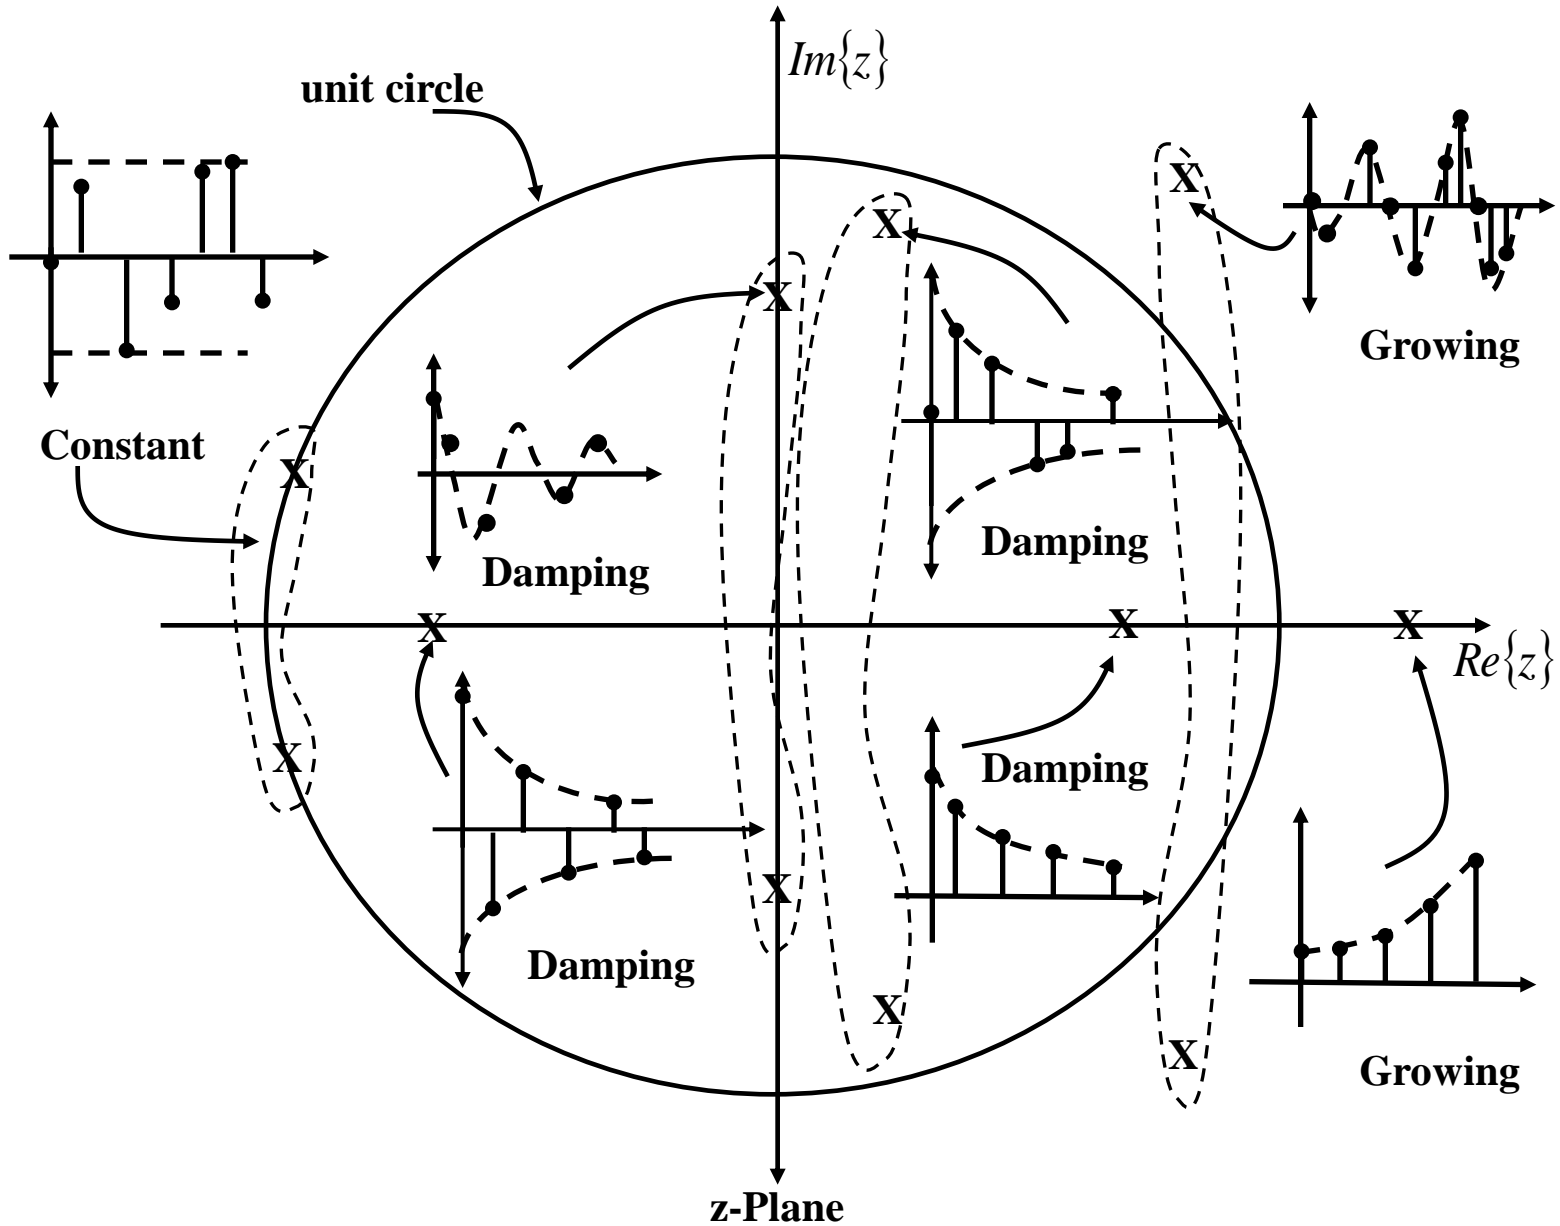 Im{z}
unit circle
Growing
Constant
X
X
X
X
Damping
Damping
X
X
X
Re{z}
X
Damping
X
Damping
X
X
Growing
z-Plane